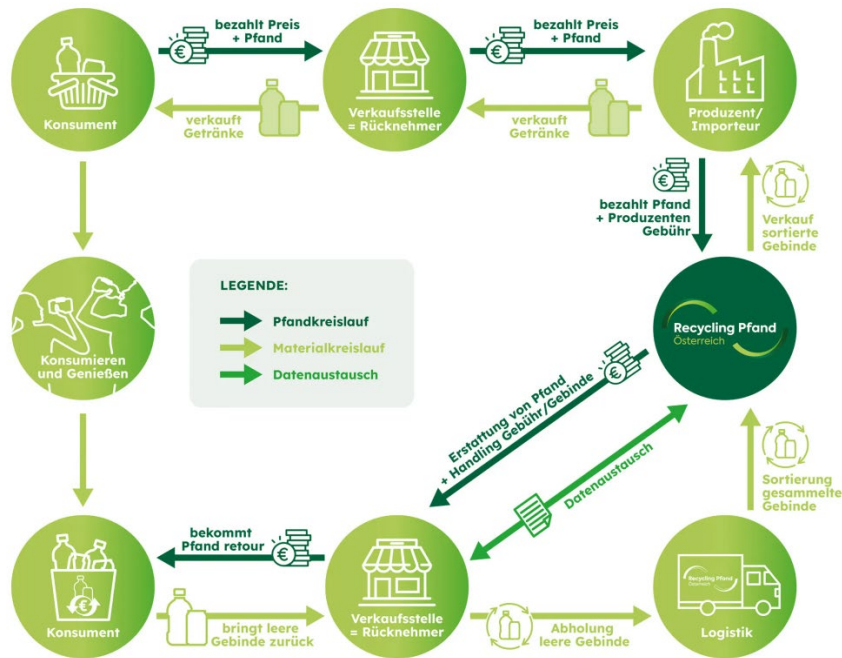 bezahlt Preis
+ Pfand
bezahlt Preis
+ Pfand
Konsument
verkauft
Getränke
Verkaufsstelle
= Rücknehmer
verkauft
Getränke
Produzent/
Importeur
bezahlt Pfand
+ Produzenten
Gebühr
Verkauf
sortierte
Gebinde
LEGENDE:
Pfandkreislauf
Materialkreislauf
Datenaustausch
Konsumieren
und Genießen
Recycling Pfand
Österreich
Erstattung von Pfand
+ Handling Gebühr/Gebinde
Datenaustausch
Sortierung
gesammelte
Gebinde
bekommt
Pfand retour
Konsument
bringt leere
Gebinde zurück
Verkaufsstelle
= Rücknehmer
Abholung
leere Gebinde
Recycling Pfand
Österreich
Logistik